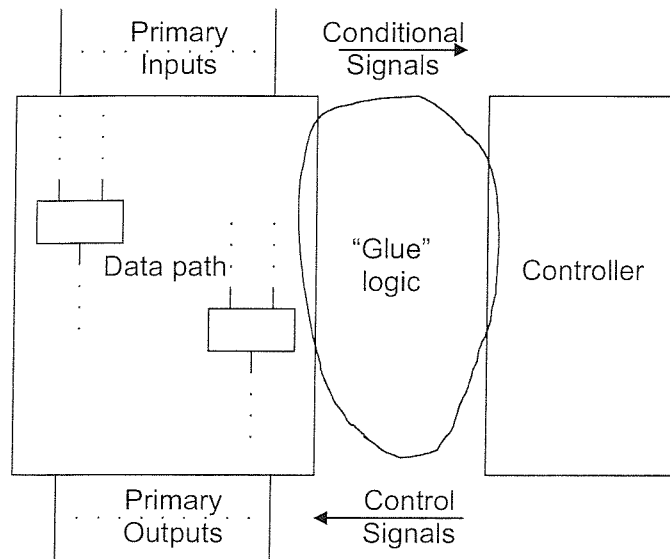 Primary
Inputs
Conditional
Signals
Data path
“Glue”
logic
Controller
Primary
Outputs
Control
Signals